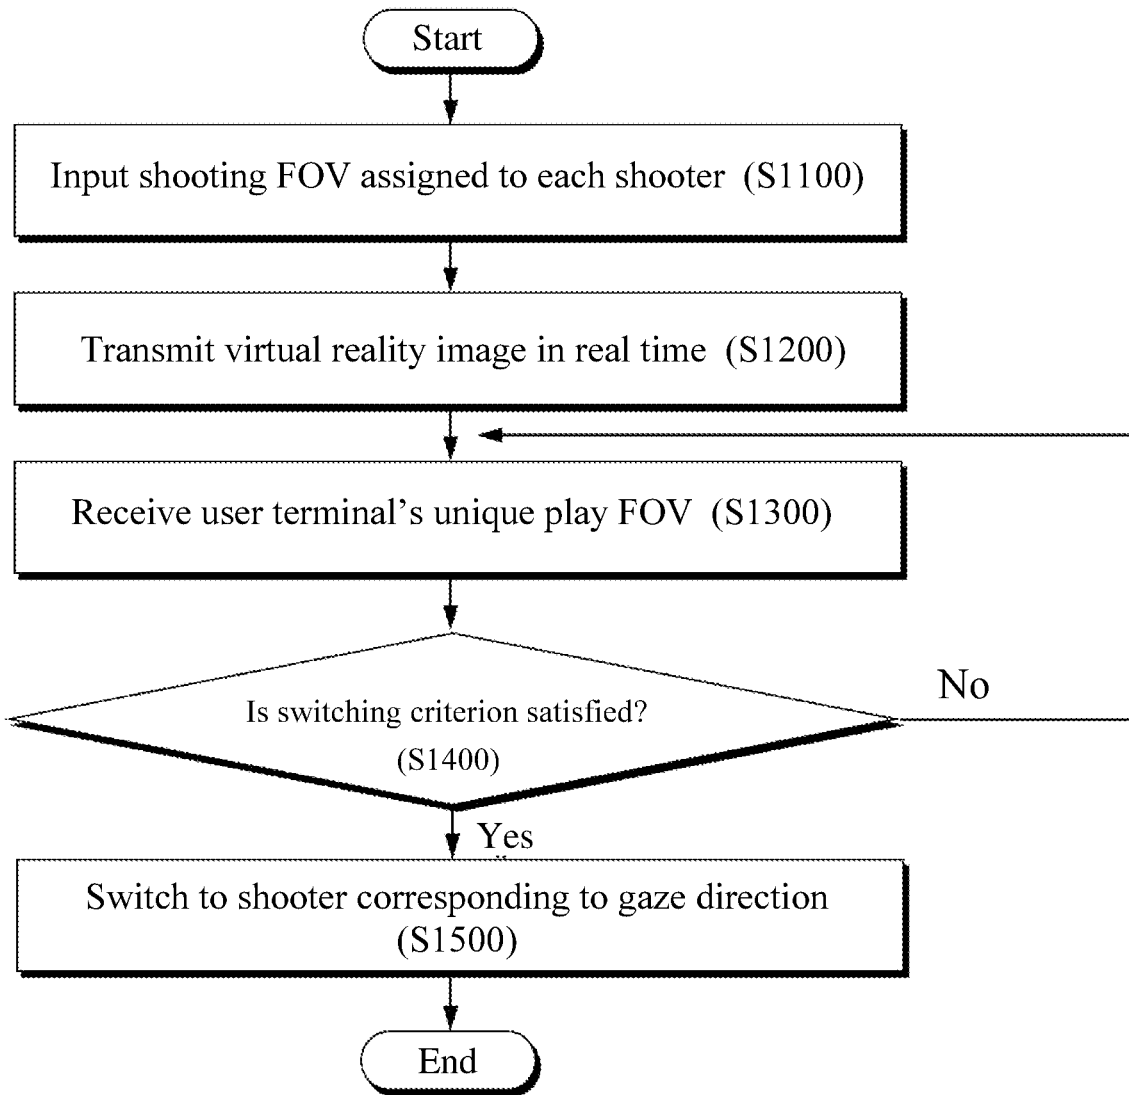 Start
Input shooting FOV assigned to each shooter (S1100)
Transmit virtual reality image in real time (S1200)
Receive user terminal’s unique play FOV (S1300)
No
Is switching criterion satisfied?
(S1400)
Yes
Switch to shooter corresponding to gaze direction
(S1500)
End